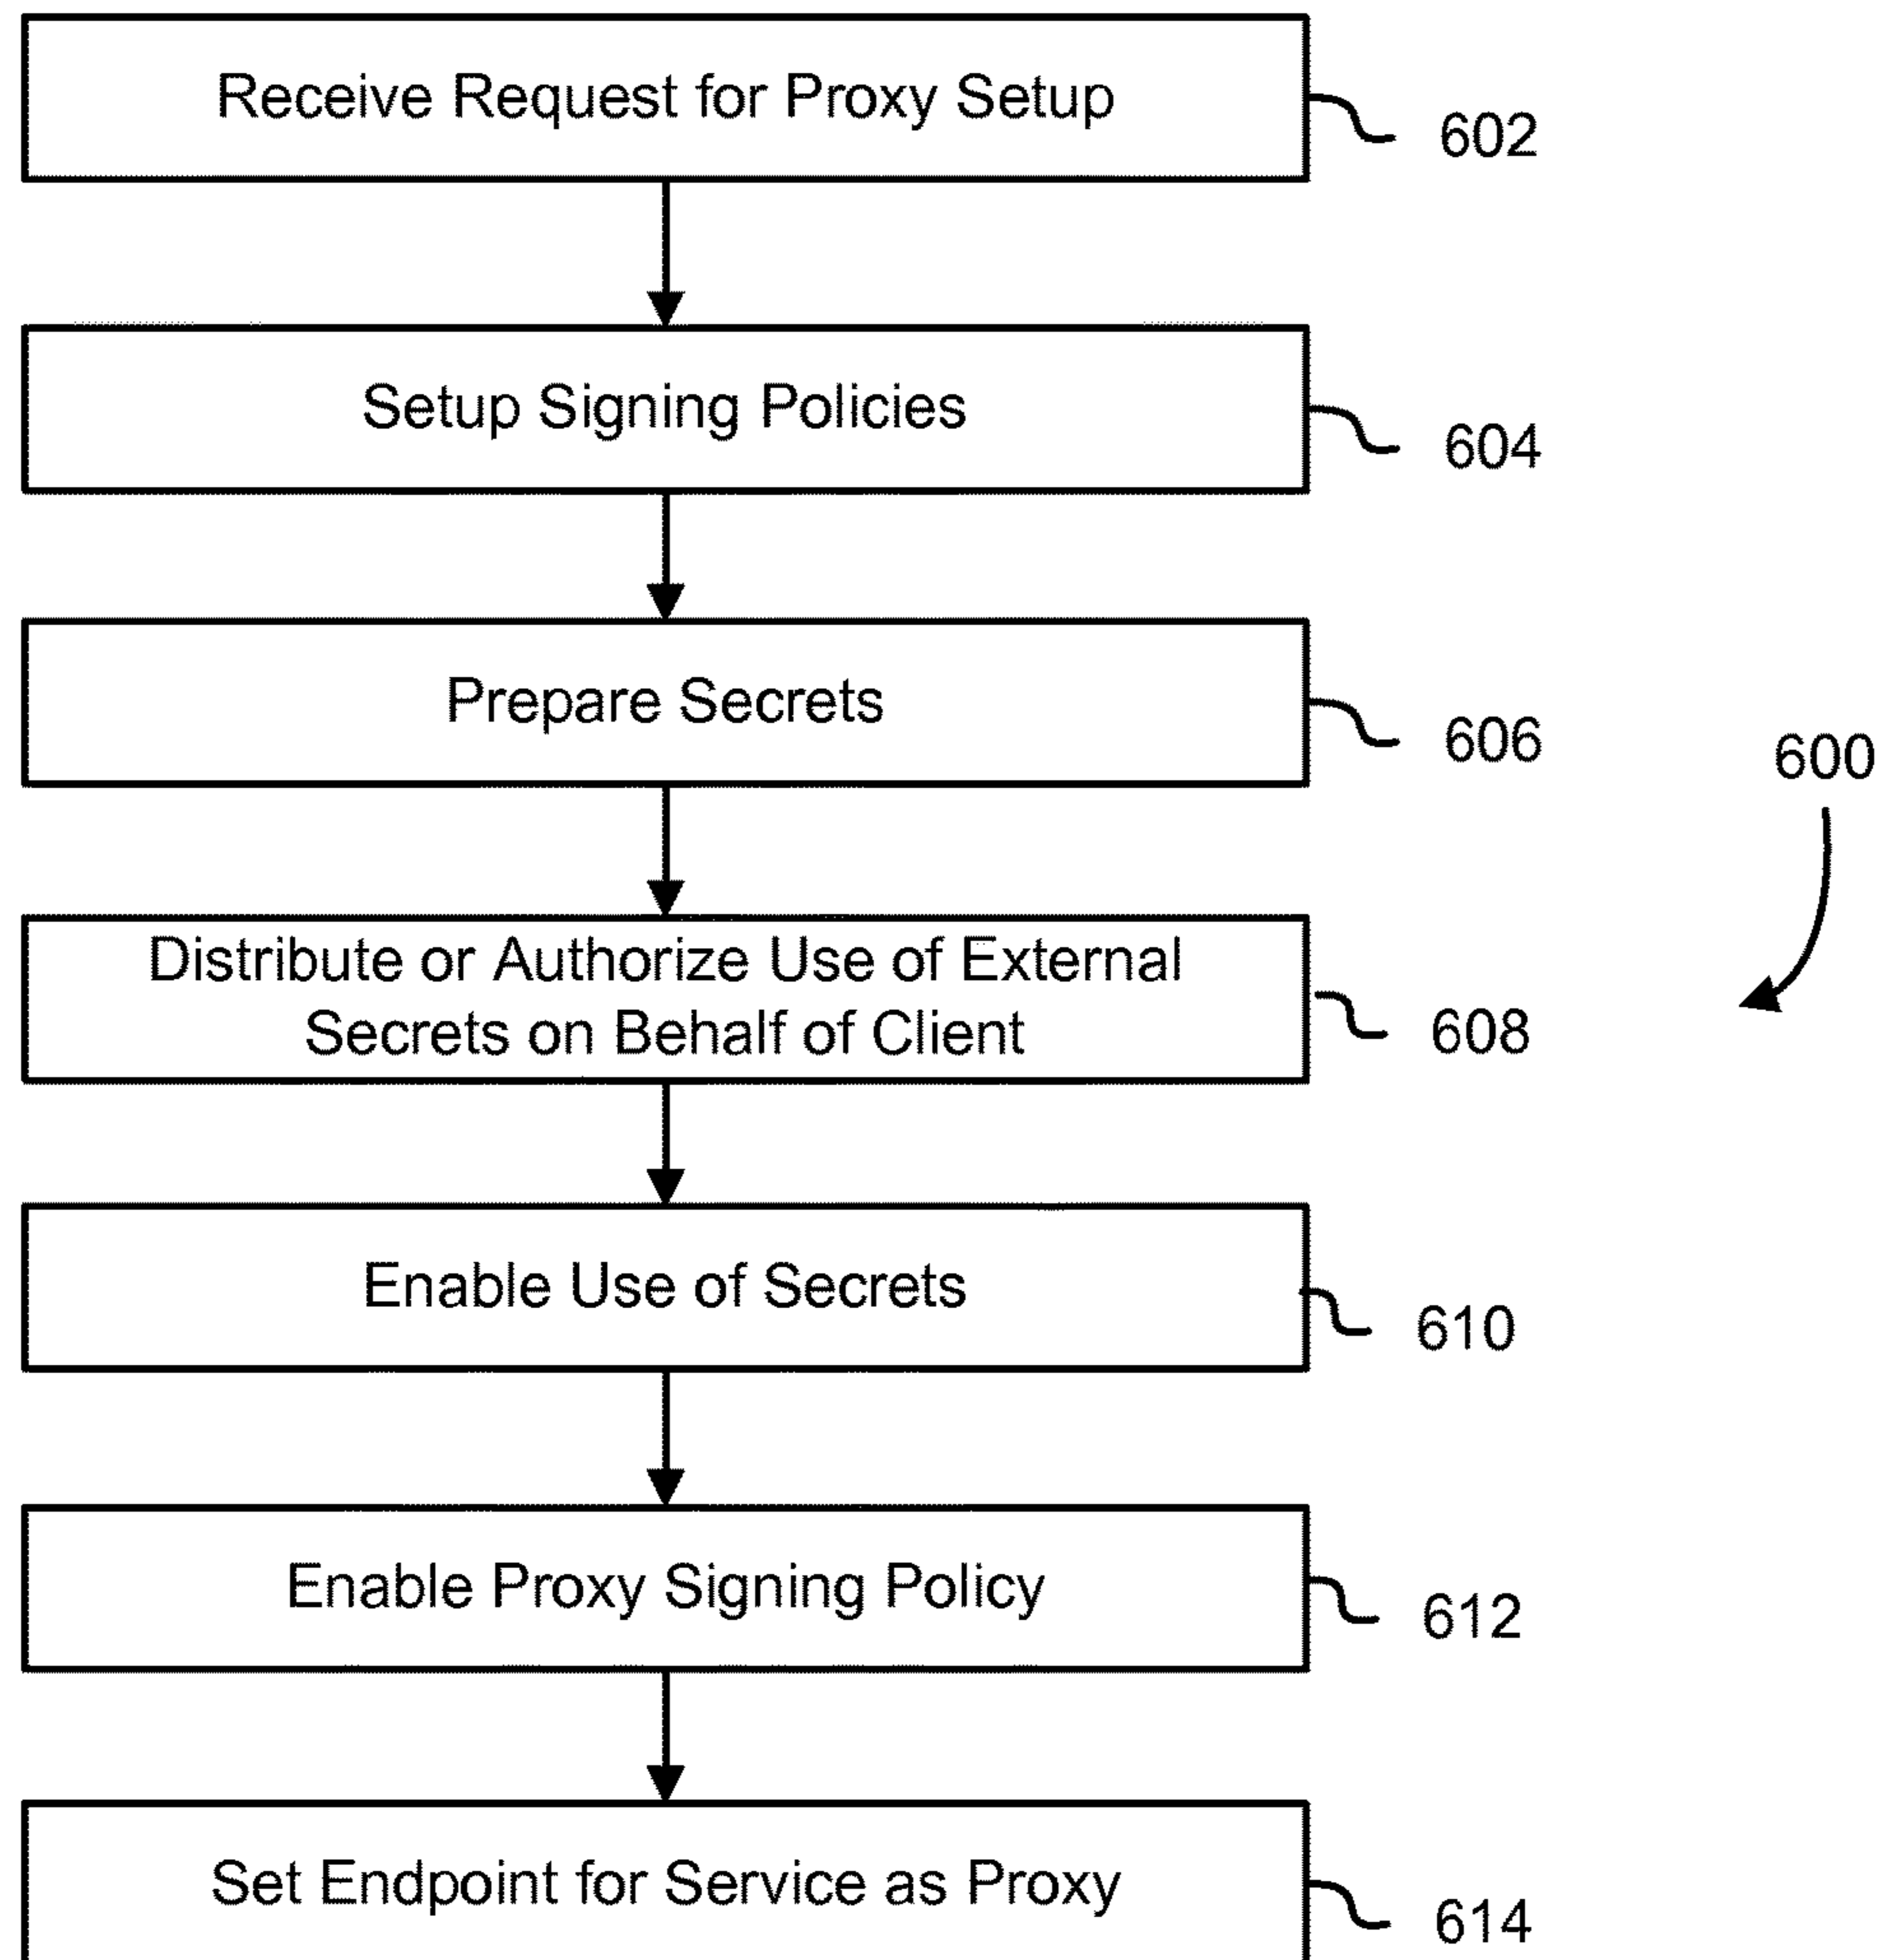 Receive Request for Proxy Setup
602
Setup Signing Policies
604
Prepare Secrets
606
600
Distribute or Authorize Use of External
Secrets on Behalf of Client
608
Enable Use of Secrets
610
Enable Proxy Signing Policy
612
Set Endpoint for Service as Proxy
614